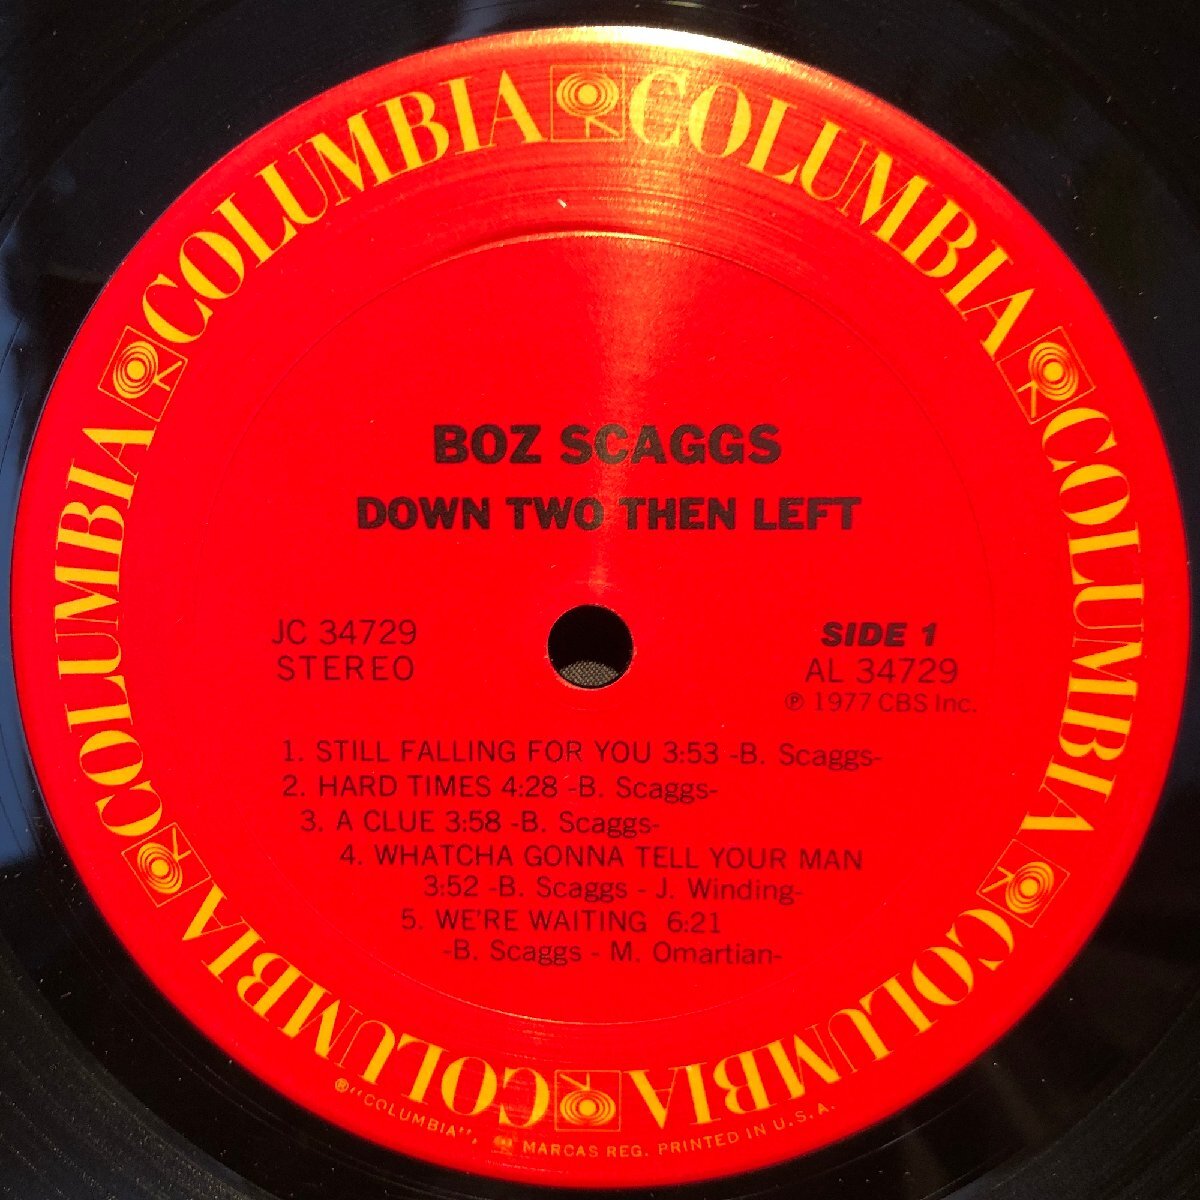 COLUMBIA COLUMBIA COLUMBIA COLUMBIA COLUMBIA COLUMBIA
BOZ SCAGGS
DOWN TWO THEN LEFT
JC 34729
STEREO
SIDE 1
AL 34729
℗ 1977 CBS Inc.
1. STILL FALLING FOR YOU 3:53 -B. Scaggs-
2. HARD TIMES 4:28 -B. Scaggs-
3. A CLUE 3:58 -B. Scaggs-
4. WHATCHA GONNA TELL YOUR MAN
3:52 -B. Scaggs - J. Winding-
5. WE'RE WAITING 6:21
-B. Scaggs - M. Omartian-
®"COLUMBIA", MARCAS REG. PRINTED IN U.S.A.